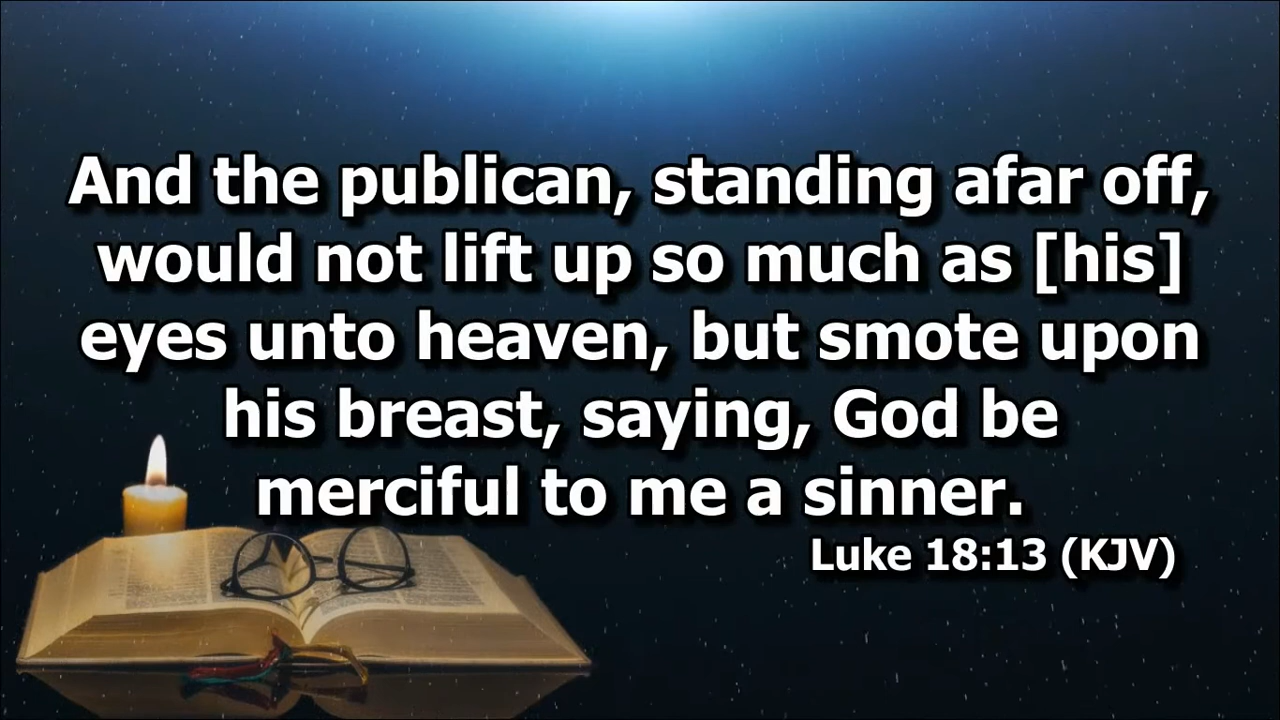 And the publican, standing afar off,
would not lift up so much as [his]
eyes unto heaven, but smote upon
his breast, saying, God be
merciful to me a sinner.
Luke 18:13 (KJV)